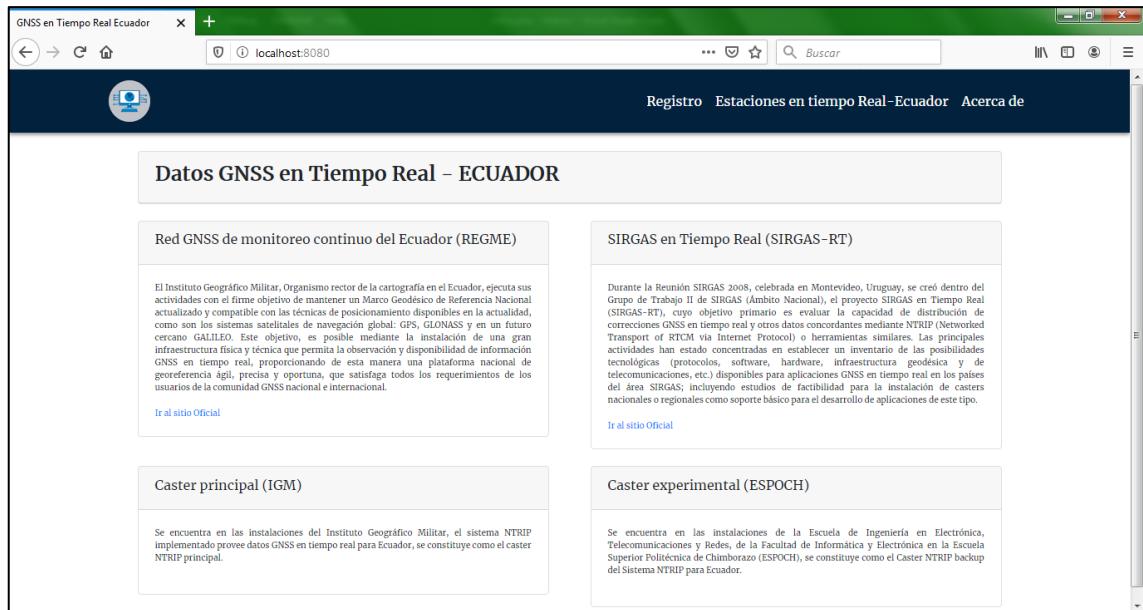 GNSS en Tiempo Real Ecuador
localhost:8080
Buscar
Registro Estaciones en tiempo Real-Ecuador Acerca de
Datos GNSS en Tiempo Real - ECUADOR
Red GNSS de monitoreo continuo del Ecuador (REGME)
El Instituto Geográfico Militar, Organismo rector de la cartografía en el Ecuador, ejecuta sus
actividades con el firme objetivo de mantener un Marco Geodésico de Referencia Nacional
actualizado y compatible con las técnicas de posicionamiento disponibles en la actualidad,
como son los sistemas satelitales de navegación global: GPS, GLONASS y en un futuro
cercano GALILEO. Este objetivo, es posible mediante la instalación de una gran
infraestructura física y técnica que permita la observación y disponibilidad de información
GNSS en tiempo real, proporcionando de esta manera una plataforma nacional de
georeferencia ágil, precisa y oportuna, que satisfaga todos los requerimientos de los
usuarios de la comunidad GNSS nacional e internacional.
Ir al sitio Oficial
SIRGAS en Tiempo Real (SIRGAS-RT)
Durante la Reunión SIRGAS 2008, celebrada en Montevideo, Uruguay, se creó dentro del
Grupo de Trabajo II de SIRGAS (Ámbito Nacional), el proyecto SIRGAS en Tiempo Real
(SIRGAS-RT), cuyo objetivo primario es evaluar la capacidad de distribución de
correcciones GNSS en tiempo real y otros datos concordantes mediante NTRIP (Networked
Transport of RTCM via Internet Protocol) o herramientas similares. Las principales
actividades han estado concentradas en establecer un inventario de las posibilidades
tecnológicas (protocolos, software, hardware, infraestructura geodésica y de
telecomunicaciones, etc.) disponibles para aplicaciones GNSS en tiempo real en los países
del área SIRGAS; incluyendo estudios de factibilidad para la instalación de casters
nacionales o regionales como soporte básico para el desarrollo de aplicaciones de este tipo.
Ir al sitio Oficial
Caster principal (IGM)
Se encuentra en las instalaciones del Instituto Geográfico Militar, el sistema NTRIP
implementado provee datos GNSS en tiempo real para Ecuador, se constituye como el caster
NTRIP principal.
Caster experimental (ESPOCH)
Se encuentra en las instalaciones de la Escuela de Ingeniería en Electrónica,
Telecomunicaciones y Redes, de la Facultad de Informática y Electrónica en la Escuela
Superior Politécnica de Chimborazo (ESPOCH), se constituye como el Caster NTRIP backup
del Sistema NTRIP para Ecuador.